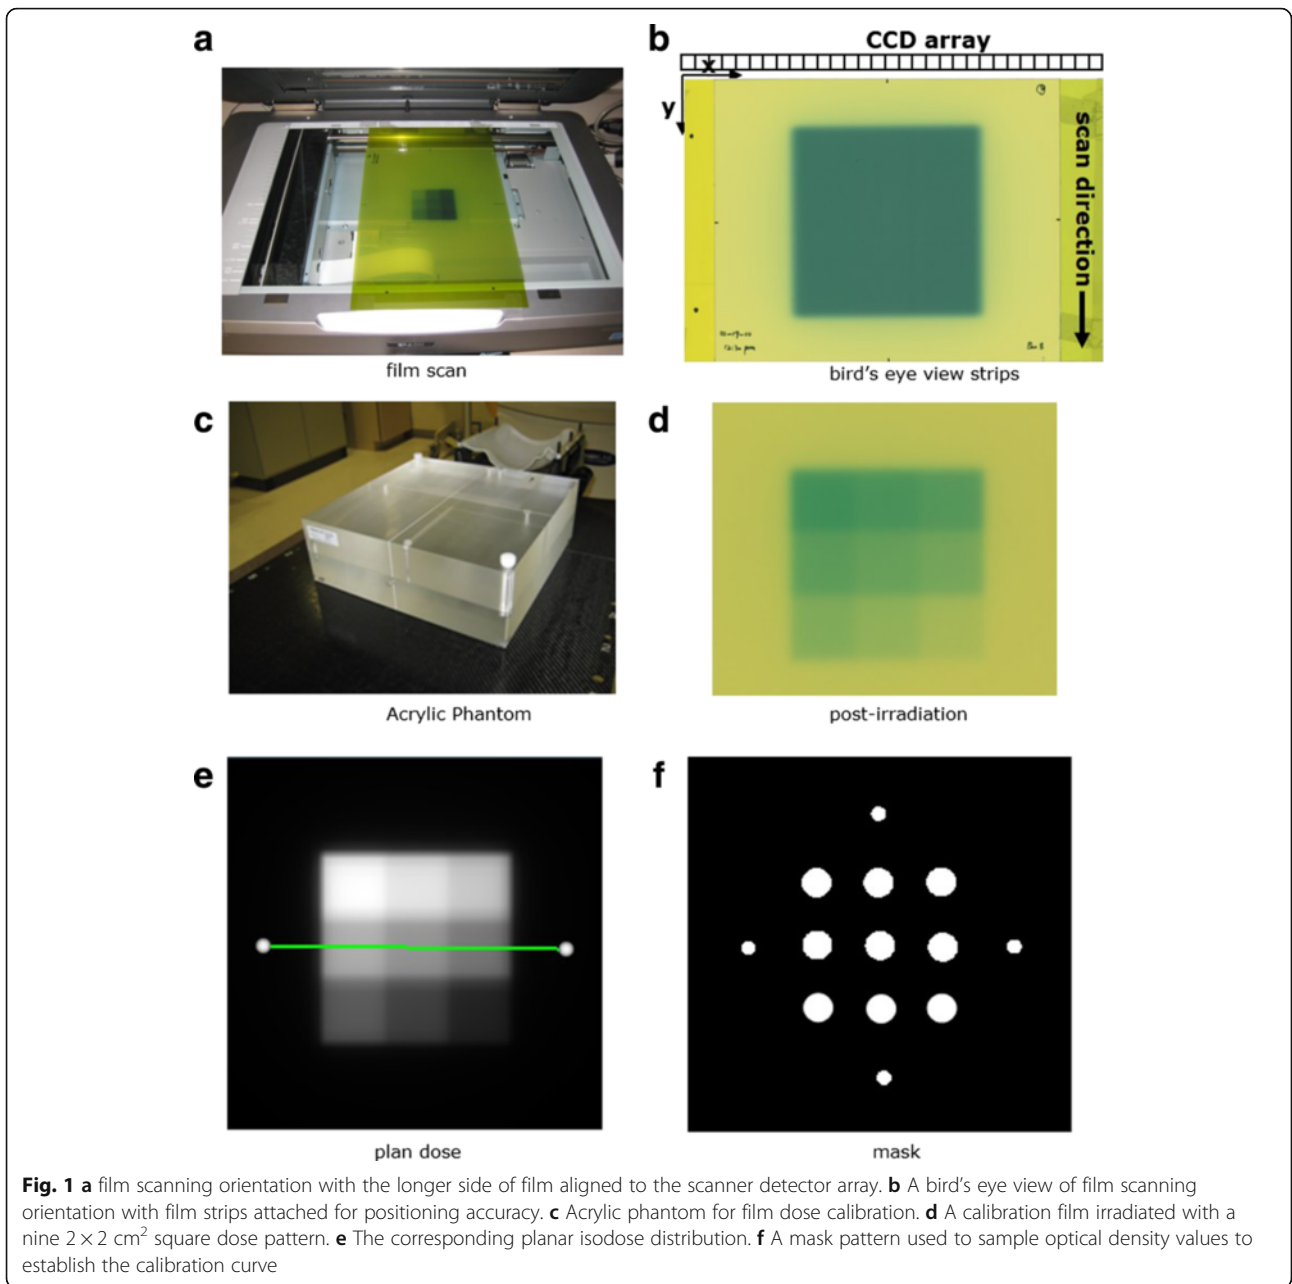 a
b
CCD array
x
y
scan direction
film scan
bird's eye view strips
c
d
Acrylic Phantom
post-irradiation
e
f
plan dose
mask
Fig. 1 a film scanning orientation with the longer side of film aligned to the scanner detector array. b A bird's eye view of film scanning
orientation with film strips attached for positioning accuracy. c Acrylic phantom for film dose calibration. d A calibration film irradiated with a
nine 2 × 2 cm² square dose pattern. e The corresponding planar isodose distribution. f A mask pattern used to sample optical density values to
establish the calibration curve